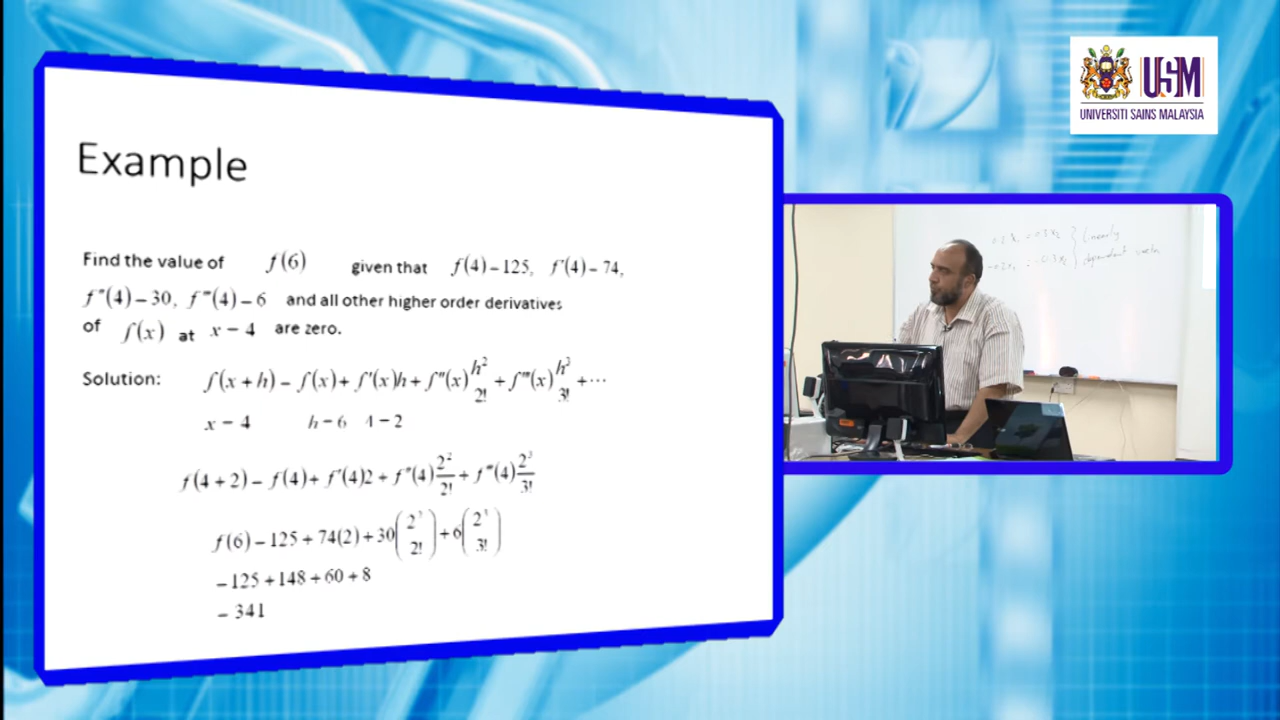 Example
Find the value of f(6) given that f(4) = 125, f'(4) = 74,
f''(4) = 30, f'''(4) = 6 and all other higher order derivatives
of f(x) at x = 4 are zero.
Solution: f(x + h) = f(x) + f'(x)h + f''(x) h²/2! + f'''(x) h³/3! + ⋯
x = 4 h = 6 − 4 = 2
f(4 + 2) = f(4) + f'(4)2 + f''(4) 2²/2! + f'''(4) 2³/3!
f(6) = 125 + 74(2) + 30(2²/2!) + 6(2³/3!)
= 125 + 148 + 60 + 8
= 341
USM
UNIVERSITI SAINS MALAYSIA
linearly
dependent vector